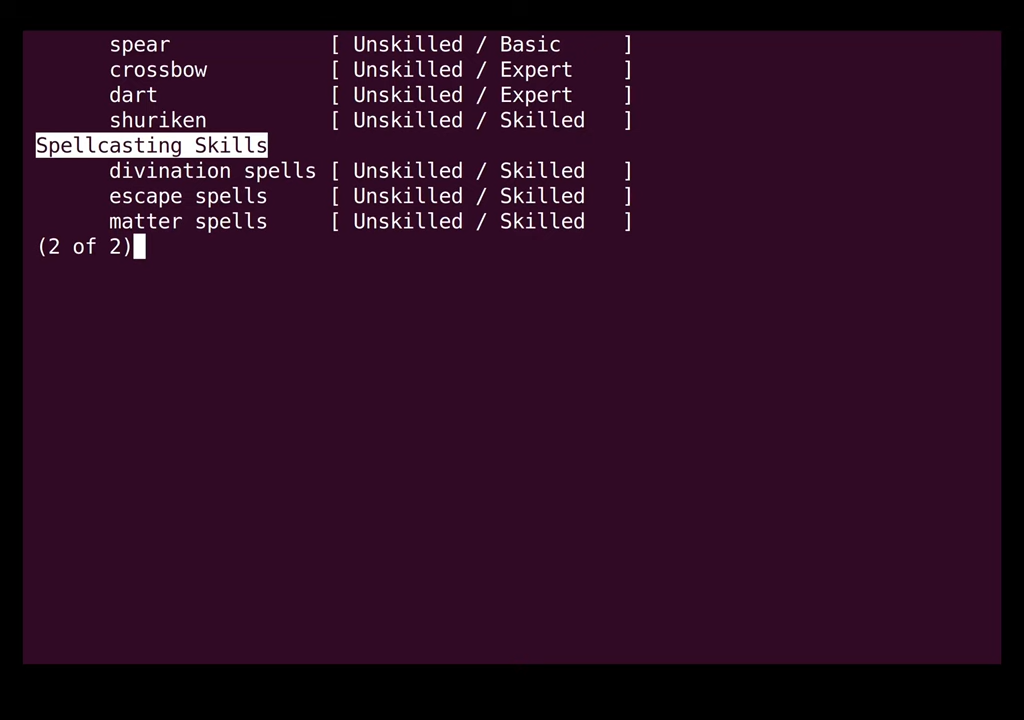 spear [ Unskilled / Basic ]
crossbow [ Unskilled / Expert ]
dart [ Unskilled / Expert ]
shuriken [ Unskilled / Skilled ]
Spellcasting Skills
divination spells [ Unskilled / Skilled ]
escape spells [ Unskilled / Skilled ]
matter spells [ Unskilled / Skilled ]
(2 of 2)